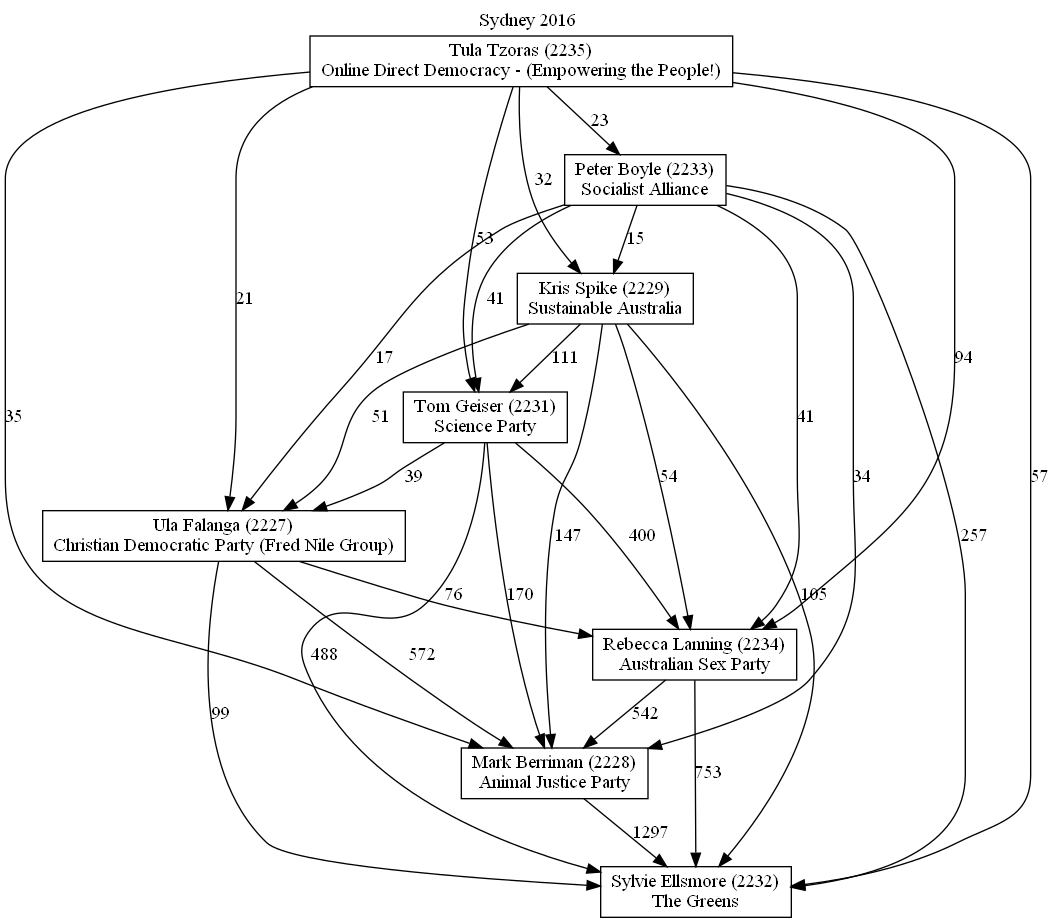 Sydney 2016
Tula Tzoras (2235)
Online Direct Democracy - (Empowering the People!)
23
Peter Boyle (2233)
Socialist Alliance
32
53
15
41
21
Kris Spike (2229)
Sustainable Australia
17
111
94
51
35
41
Tom Geiser (2231)
Science Party
39
54
34
57
Ula Falanga (2227)
Christian Democratic Party (Fred Nile Group)
147
400
257
76
170
105
488
572
Rebecca Lanning (2234)
Australian Sex Party
99
542
Mark Berriman (2228)
Animal Justice Party
753
1297
Sylvie Ellsmore (2232)
The Greens